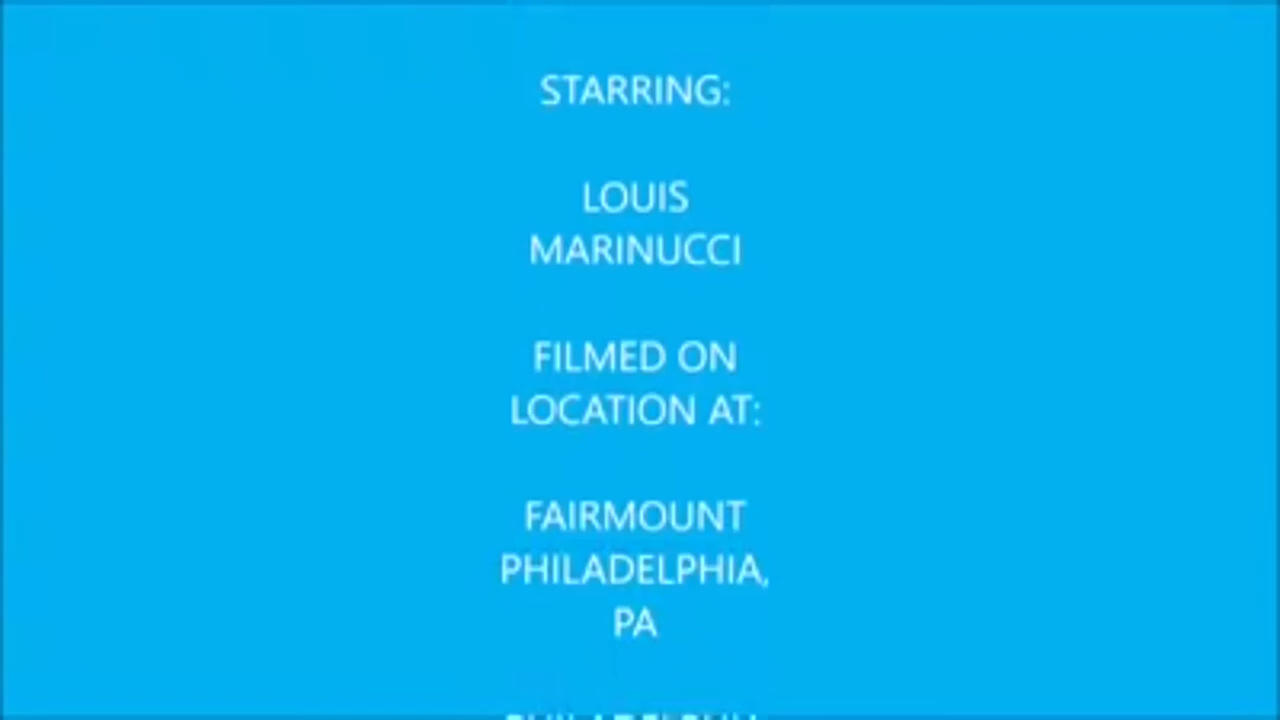 STARRING:
LOUIS
MARINUCCI
FILMED ON
LOCATION AT:
FAIRMOUNT
PHILADELPHIA,
PA